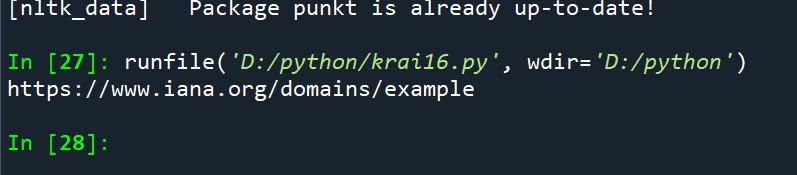 [nltk_data]   Package punkt is already up-to-date!
In [27]: runfile('D:/python/krai16.py', wdir='D:/python')
https://www.iana.org/domains/example
In [28]: